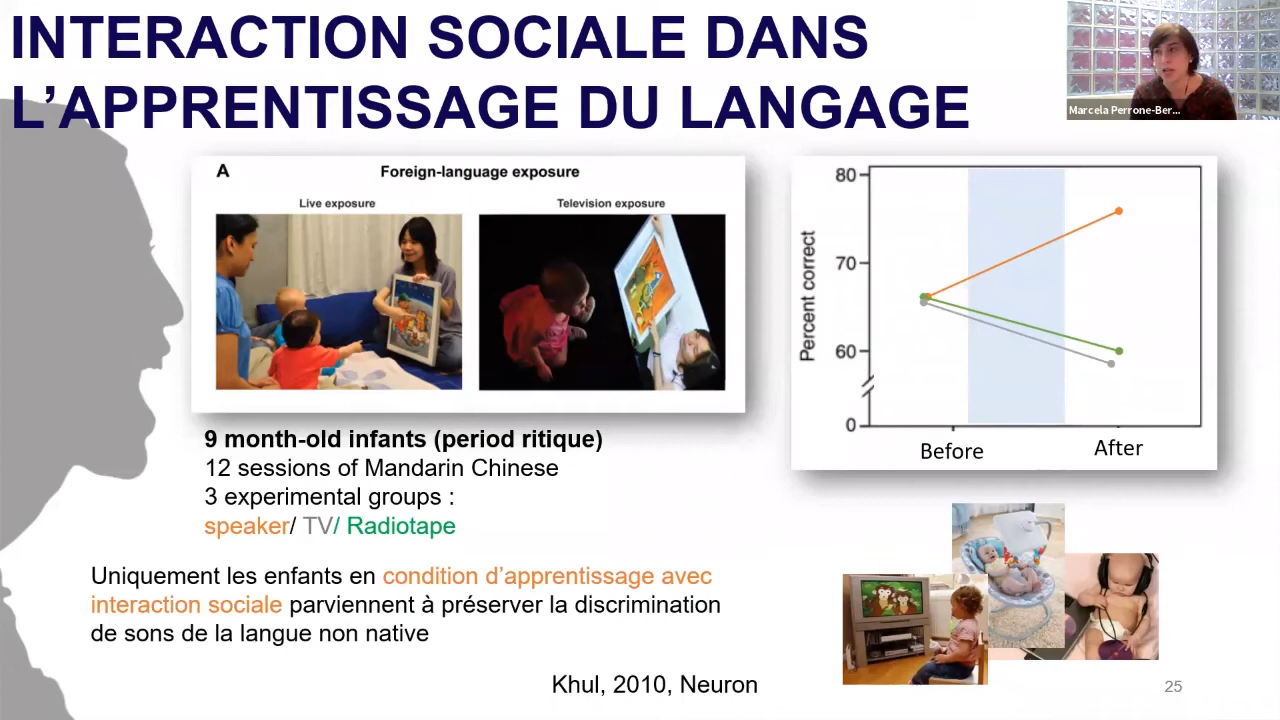 INTERACTION SOCIALE DANS
L’APPRENTISSAGE DU LANGAGE
Marcela Perrone-Ber...
A
Foreign-language exposure
Live exposure
Television exposure
80
70
60
0
Percent correct
Before
After
9 month-old infants (period ritique)
12 sessions of Mandarin Chinese
3 experimental groups :
speaker/ TV/ Radiotape
Uniquement les enfants en condition d’apprentissage avec
interaction sociale parviennent à préserver la discrimination
de sons de la langue non native
Khul, 2010, Neuron
25